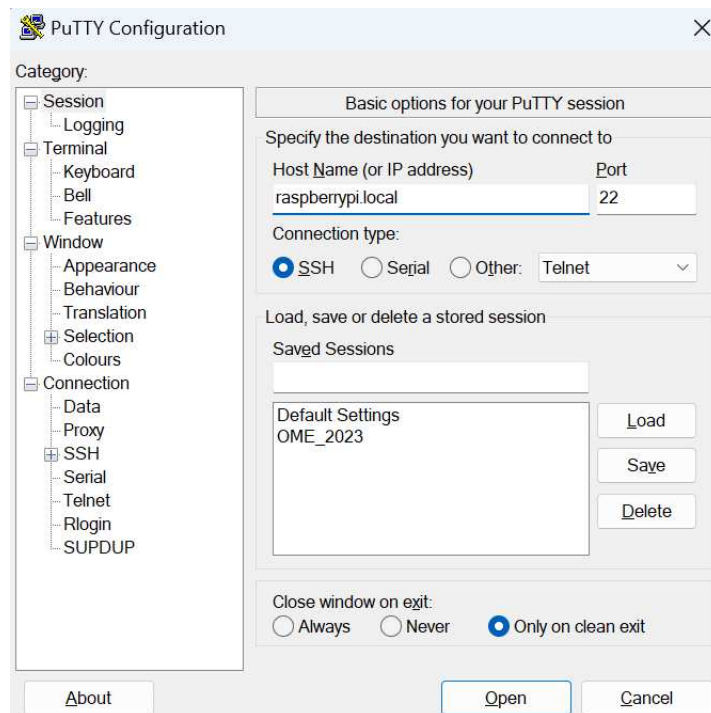 PuTTY Configuration
Category:
Session
Logging
Terminal
Keyboard
Bell
Features
Window
Appearance
Behaviour
Translation
Selection
Colours
Connection
Data
Proxy
SSH
Serial
Telnet
Rlogin
SUPDUP
Basic options for your PuTTY session
Specify the destination you want to connect to
Host Name (or IP address) Port
raspberrypi.local 22
Connection type:
SSH Serial Other: Telnet
Load, save or delete a stored session
Saved Sessions
Default Settings
OME_2023
Load
Save
Delete
Close window on exit:
Always Never Only on clean exit
About Open Cancel